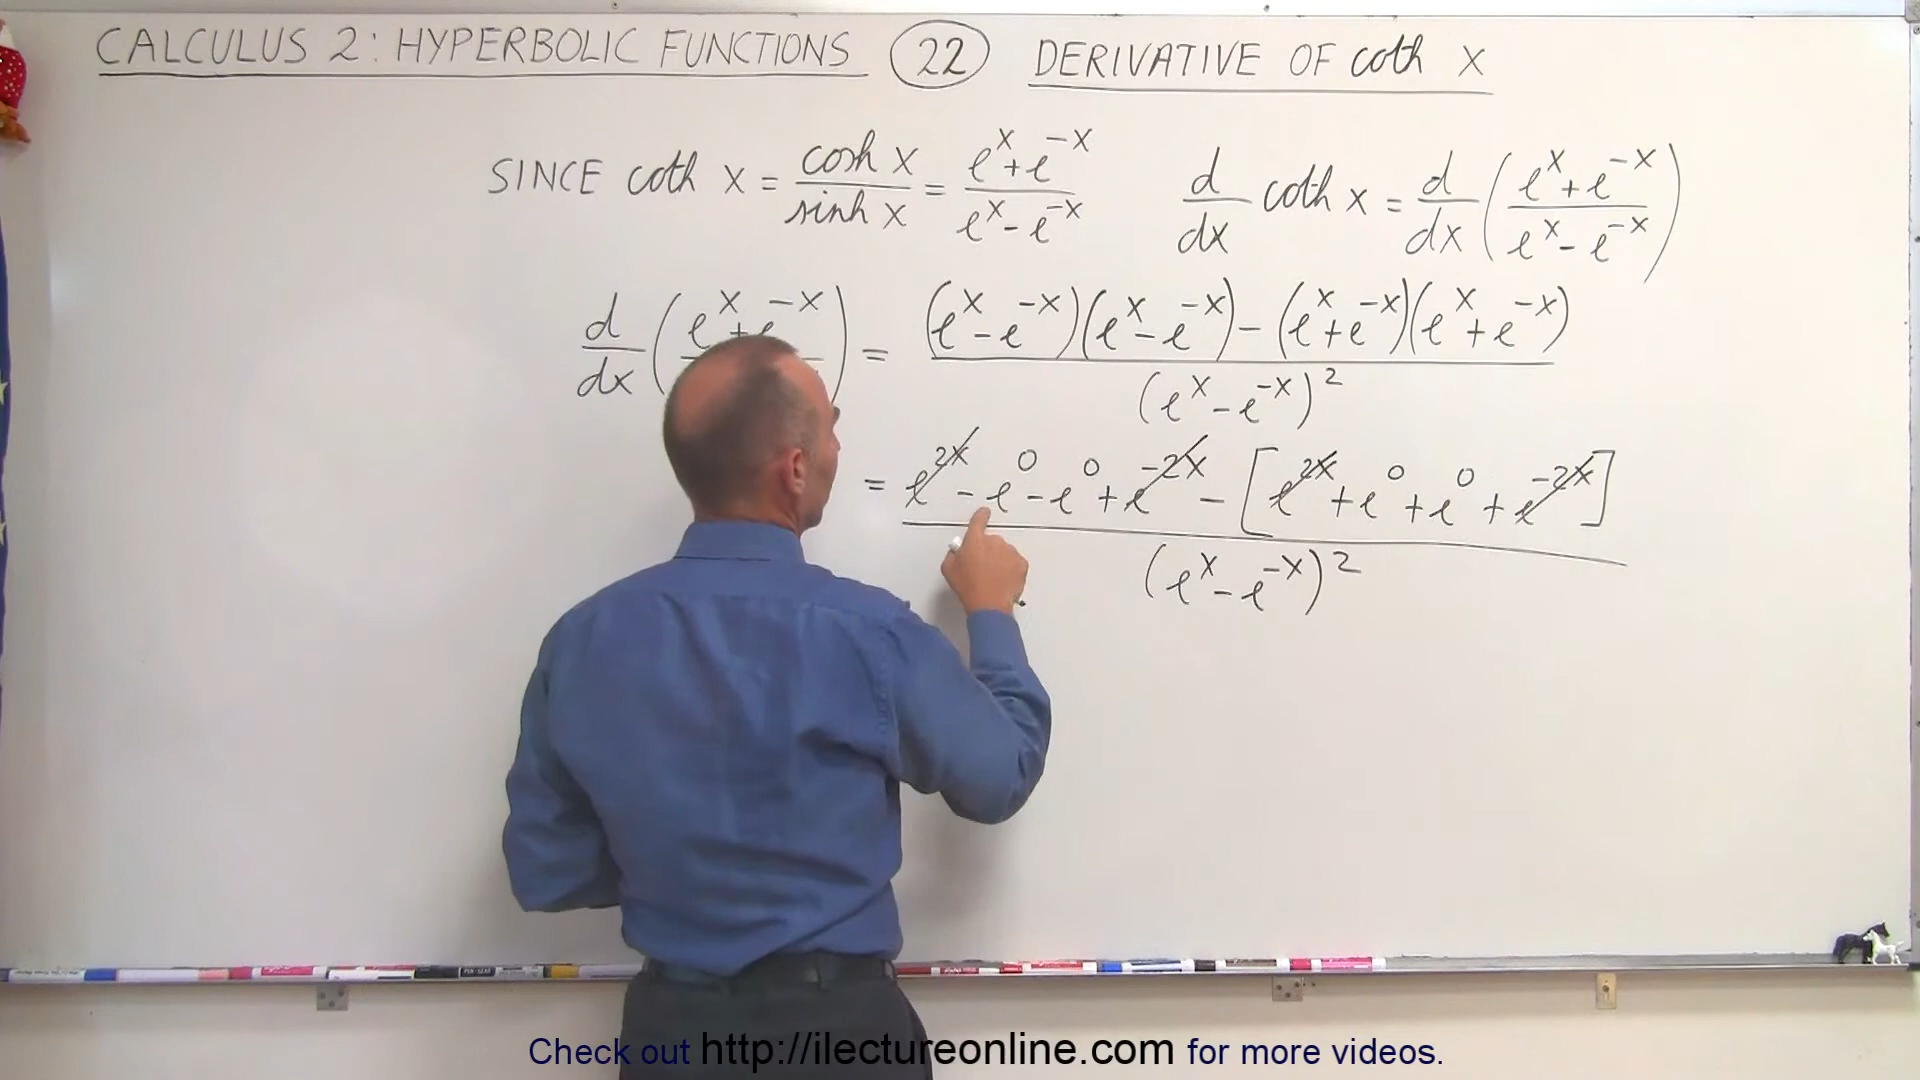 CALCULUS 2: HYPERBOLIC FUNCTIONS 22 DERIVATIVE OF coth x
SINCE coth x = cosh x / sinh x = e^x + e^-x / e^x - e^-x
d/dx coth x = d/dx (e^x + e^-x / e^x - e^-x)
d/dx (e^x + e^-x) = (e^x - e^-x)(e^x - e^-x) - (e^x + e^-x)(e^x + e^-x) / (e^x - e^-x)^2
= e^2x - e^0 - e^0 + e^-2x - [e^2x + e^0 + e^0 + e^-2x] / (e^x - e^-x)^2
Check out http://ilectureonline.com for more videos.